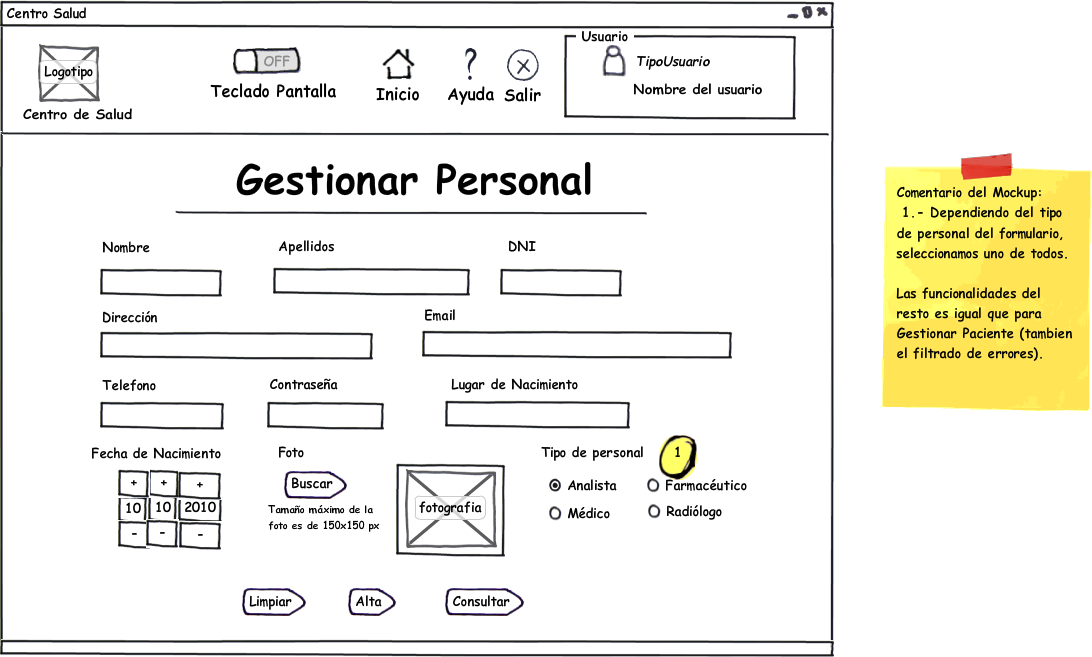 Centro Salud
Logotipo
Centro de Salud
OFF
Teclado Pantalla
Inicio
Ayuda
Salir
Usuario
TipoUsuario
Nombre del usuario
Gestionar Personal
Nombre
Apellidos
DNI
Dirección
Email
Telefono
Contraseña
Lugar de Nacimiento
Fecha de Nacimiento
+ + +
10 10 2010
- - -
Foto
Buscar
Tamaño máximo de la
foto es de 150x150 px
fotografia
Tipo de personal
1
Analista
Farmacéutico
Médico
Radiólogo
Limpiar
Alta
Consultar
Comentario del Mockup:
1.- Dependiendo del tipo
de personal del formulario,
seleccionamos uno de todos.
Las funcionalidades del
resto es igual que para
Gestionar Paciente (tambien
el filtrado de errores).